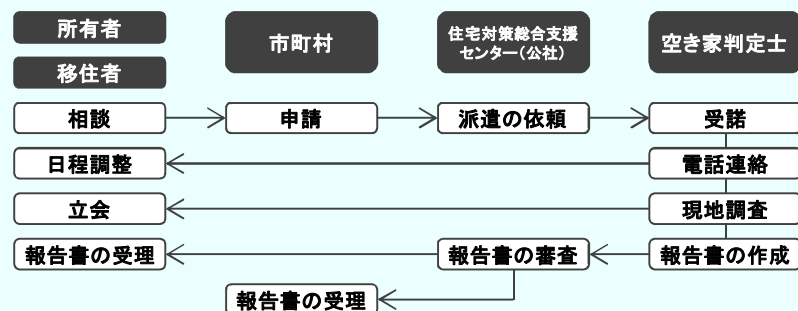 所有者
移住者
市町村
住宅対策総合支援
センター(公社)
空き家判定士
相談
申請
派遣の依頼
受諾
日程調整
電話連絡
立会
現地調査
報告書の受理
報告書の審査
報告書の作成
報告書の受理